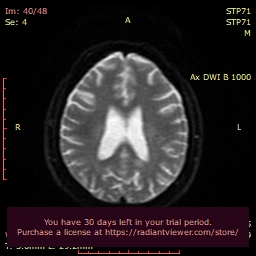 Im: 40/48
Se: 4
A
STP71
STP71
M
Ax DWI B 1000
R
L
You have 30 days left in your trial period.
Purchase a license at https://radiantviewer.com/store/